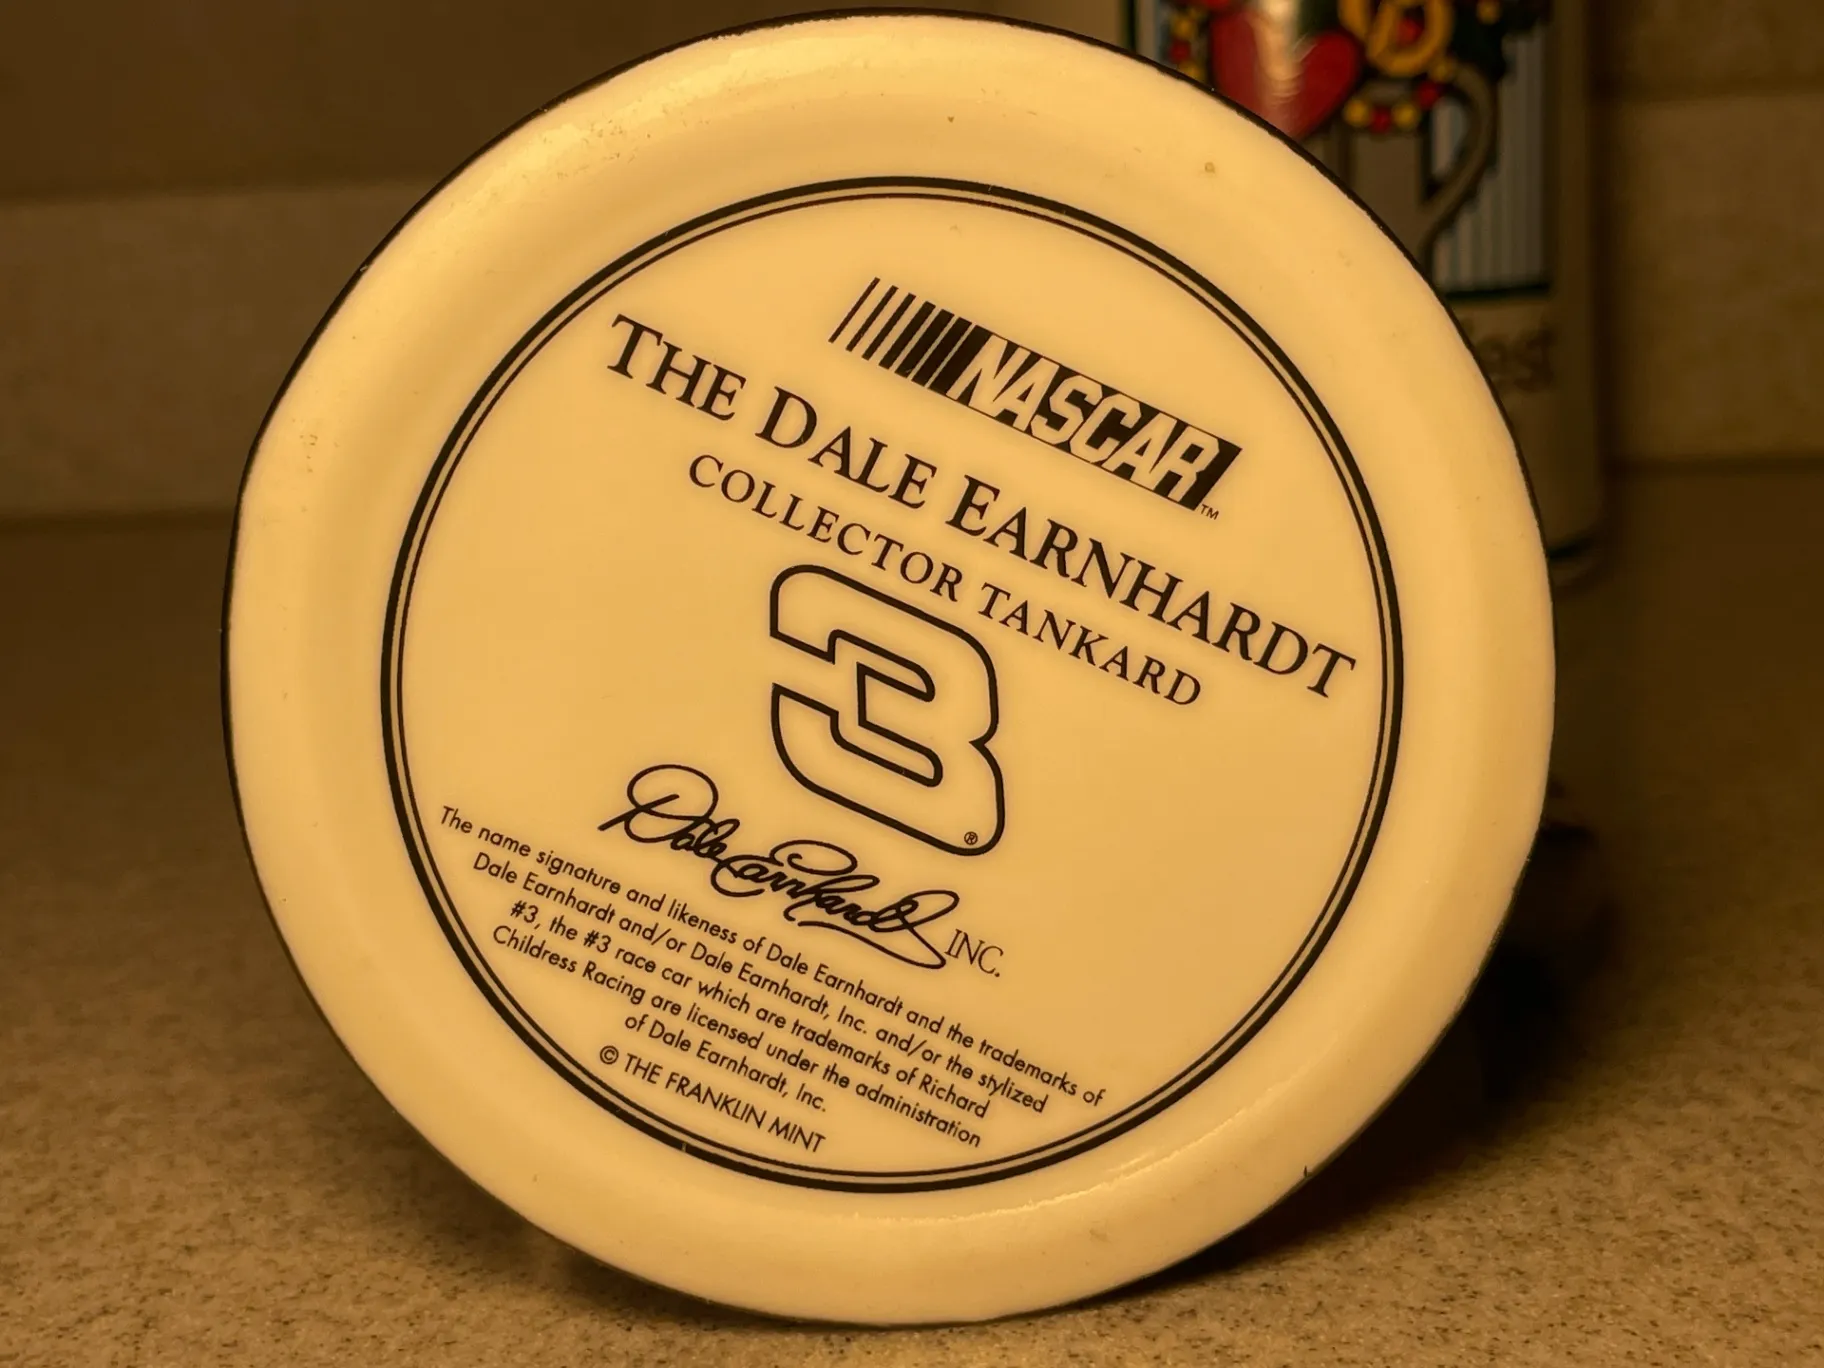 NASCAR™
THE DALE EARNHARDT
COLLECTOR TANKARD
3®
Dale Earnhardt INC.
The name signature and likeness of Dale Earnhardt and the trademarks of
Dale Earnhardt and/or Dale Earnhardt, Inc. and/or the stylized
#3, the #3 race car which are trademarks of Richard
Childress Racing are licensed under the administration
of Dale Earnhardt, Inc.
© THE FRANKLIN MINT